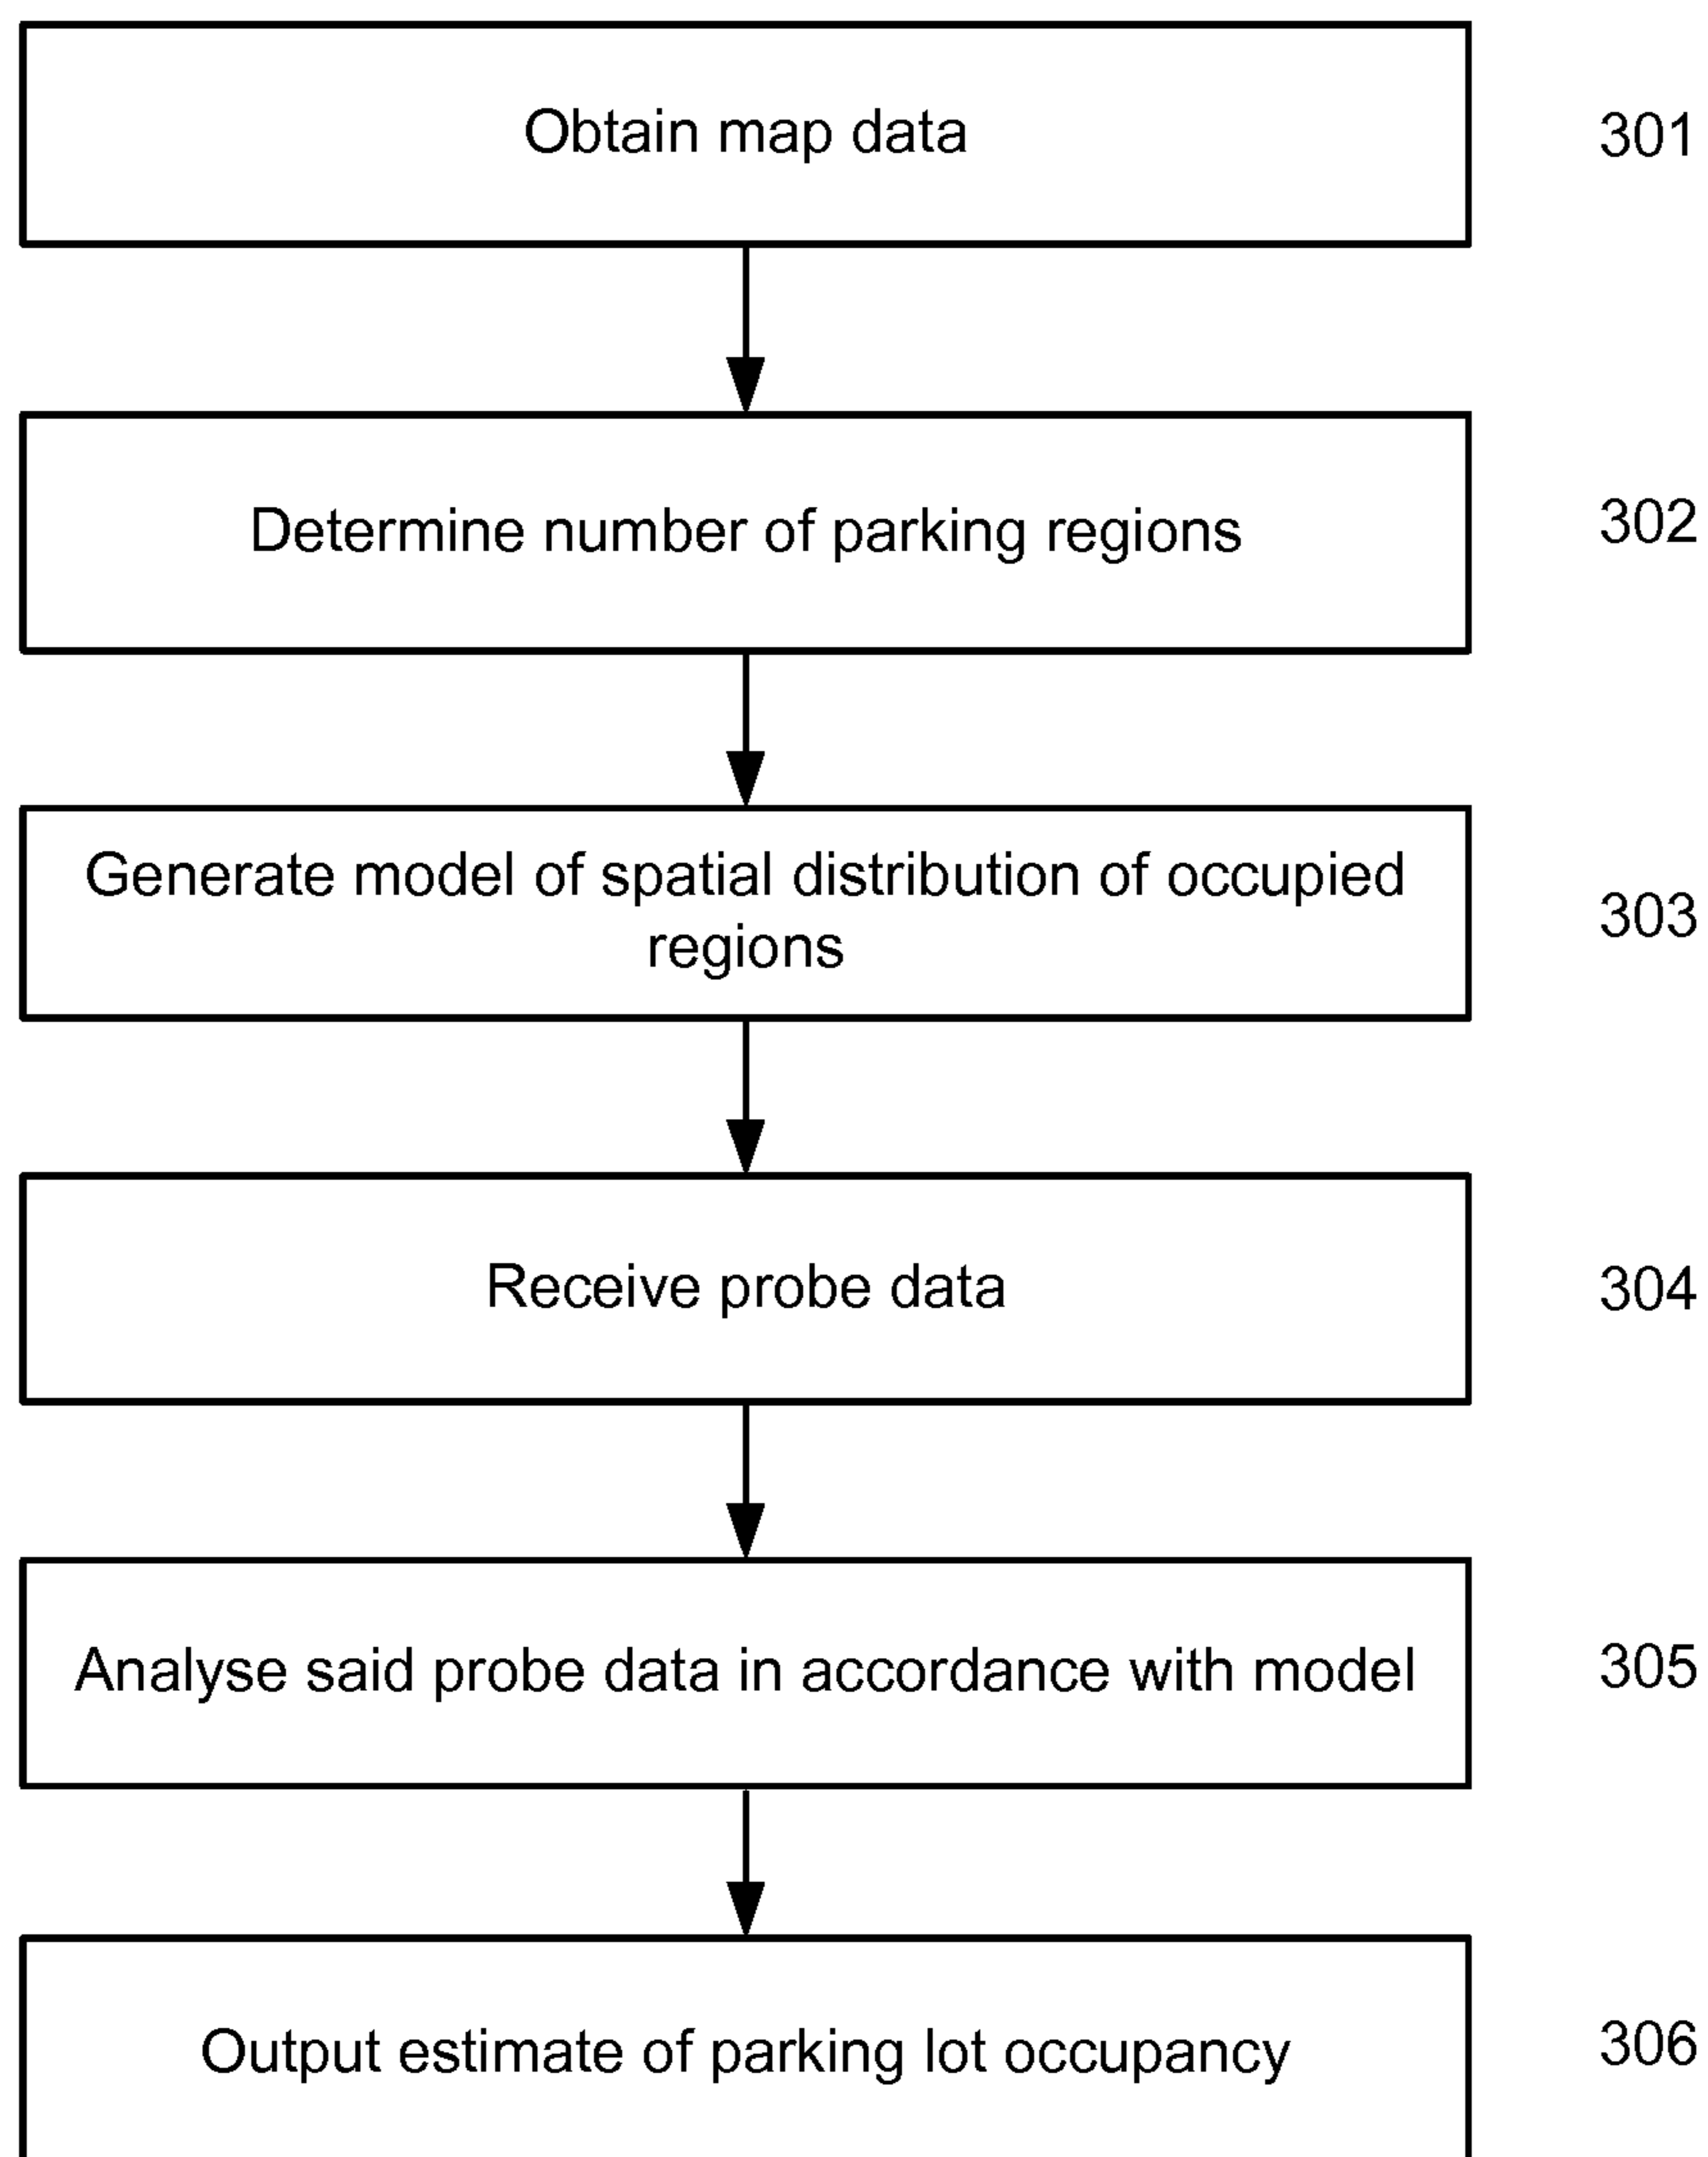 Obtain map data
301
Determine number of parking regions
302
Generate model of spatial distribution of occupied
regions
303
Receive probe data
304
Analyse said probe data in accordance with model
305
Output estimate of parking lot occupancy
306